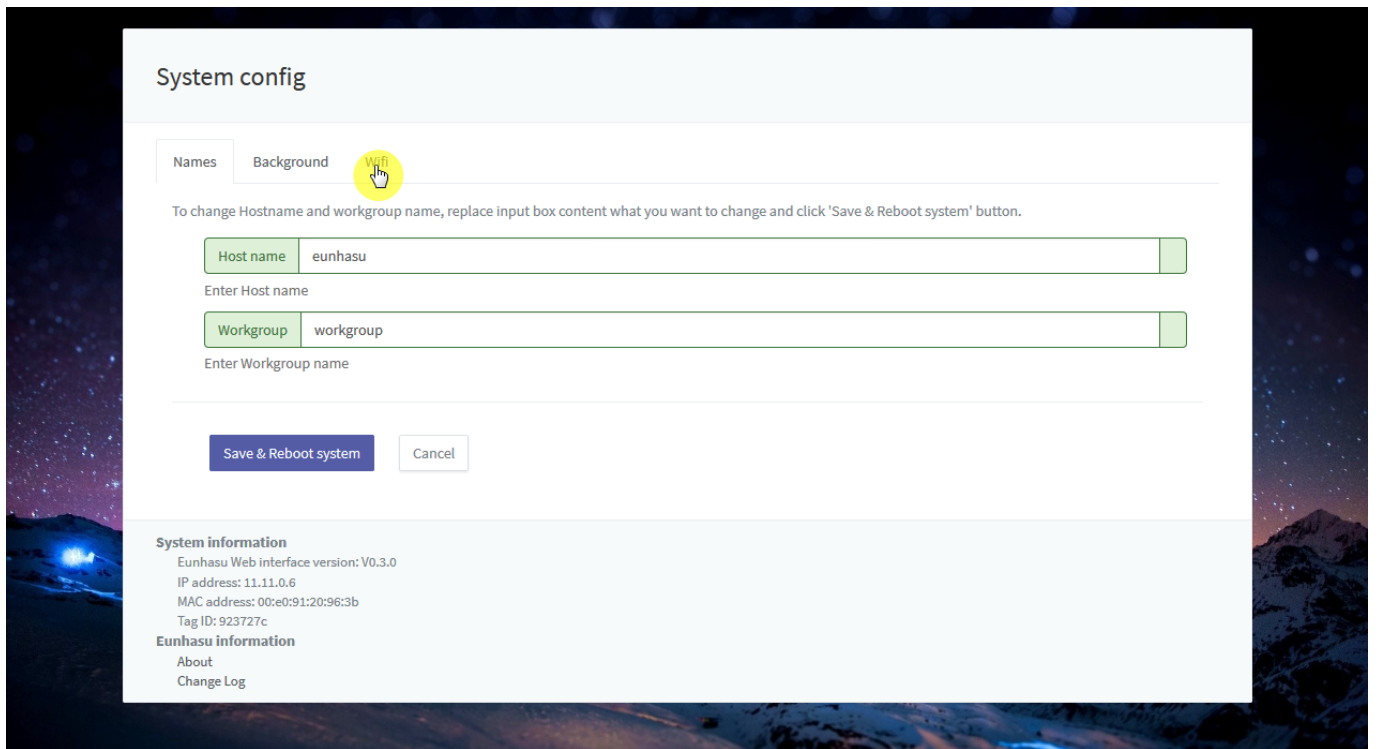 System config
Names Background Wifi
To change Hostname and workgroup name, replace input box content what you want to change and click 'Save & Reboot system' button.
Host name eunhasu
Enter Host name
Workgroup workgroup
Enter Workgroup name
Save & Reboot system Cancel
System information
Eunhasu Web interface version: V0.3.0
IP address: 11.11.0.6
MAC address: 00:e0:91:20:96:3b
Tag ID: 923727c
Eunhasu information
About
Change Log